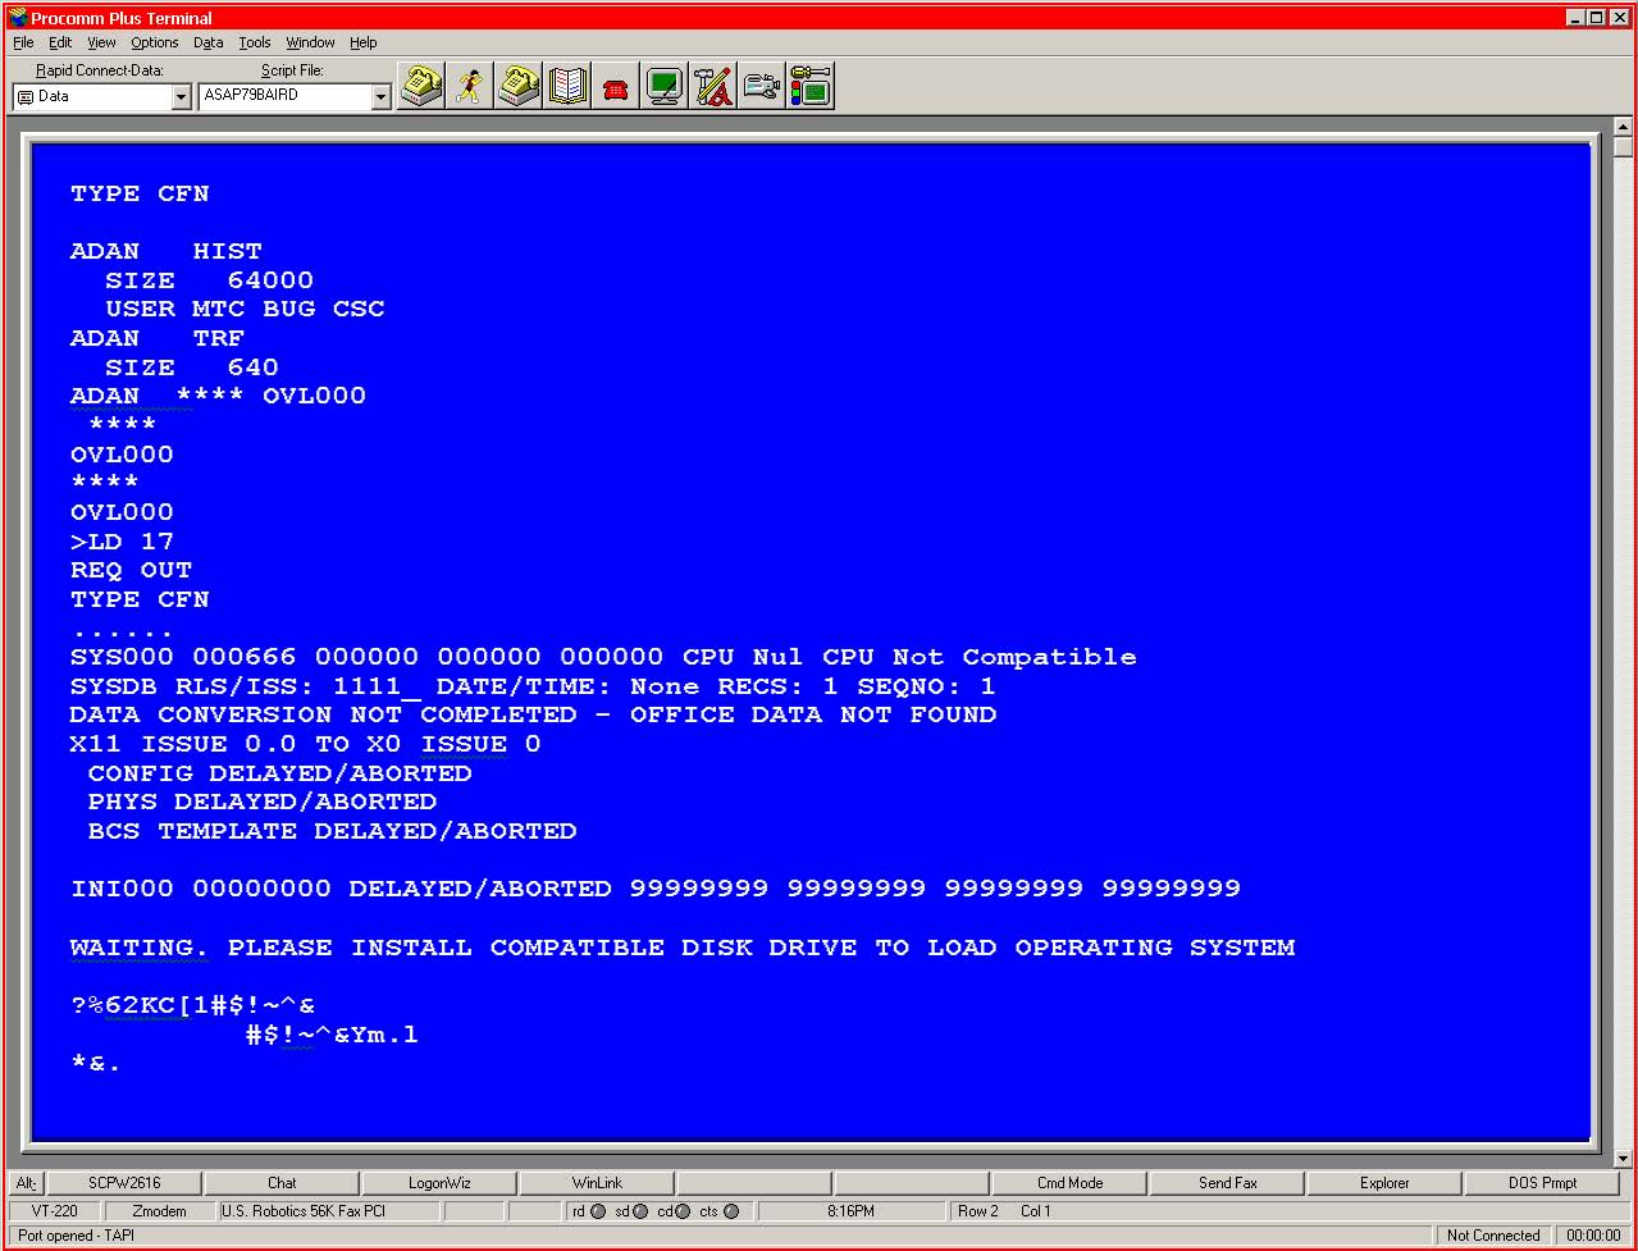 Procomm Plus Terminal
File Edit View Options Data Tools Window Help
Rapid Connect-Data: Script File:
Data ASAP79BAIRD
TYPE CFN
ADAN HIST
SIZE 64000
USER MTC BUG CSC
ADAN TRF
SIZE 640
ADAN **** OVL000
****
OVL000
****
OVL000
>LD 17
REQ OUT
TYPE CFN
......
SYS000 000666 000000 000000 000000 CPU Nul CPU Not Compatible
SYSDB RLS/ISS: 1111_ DATE/TIME: None RECS: 1 SEQNO: 1
DATA CONVERSION NOT COMPLETED - OFFICE DATA NOT FOUND
X11 ISSUE 0.0 TO X0 ISSUE 0
CONFIG DELAYED/ABORTED
PHYS DELAYED/ABORTED
BCS TEMPLATE DELAYED/ABORTED
INI000 00000000 DELAYED/ABORTED 99999999 99999999 99999999 99999999
WAITING. PLEASE INSTALL COMPATIBLE DISK DRIVE TO LOAD OPERATING SYSTEM
?%62KC[1#$!~^&
#$!~^&Ym.l
*&.
Alt: SCPW2616 Chat LogonWiz WinLink Cmd Mode Send Fax Explorer DOS Prmpt
VT-220 Zmodem U.S. Robotics 56K Fax PCI rd sd cd cts 8:16PM Row 2 Col 1
Port opened - TAPI Not Connected 00:00:00